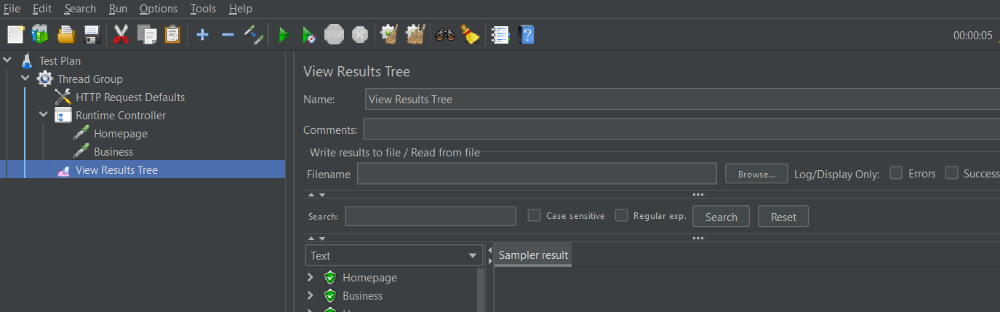 File Edit Search Run Options Tools Help
STOP
00:00:05
Test Plan
Thread Group
HTTP Request Defaults
Runtime Controller
Homepage
Business
View Results Tree
View Results Tree
Name: View Results Tree
Comments:
Write results to file / Read from file
Filename Browse... Log/Display Only: Errors Success
Search: Case sensitive Regular exp. Search Reset
Text
Sampler result
Homepage
Business